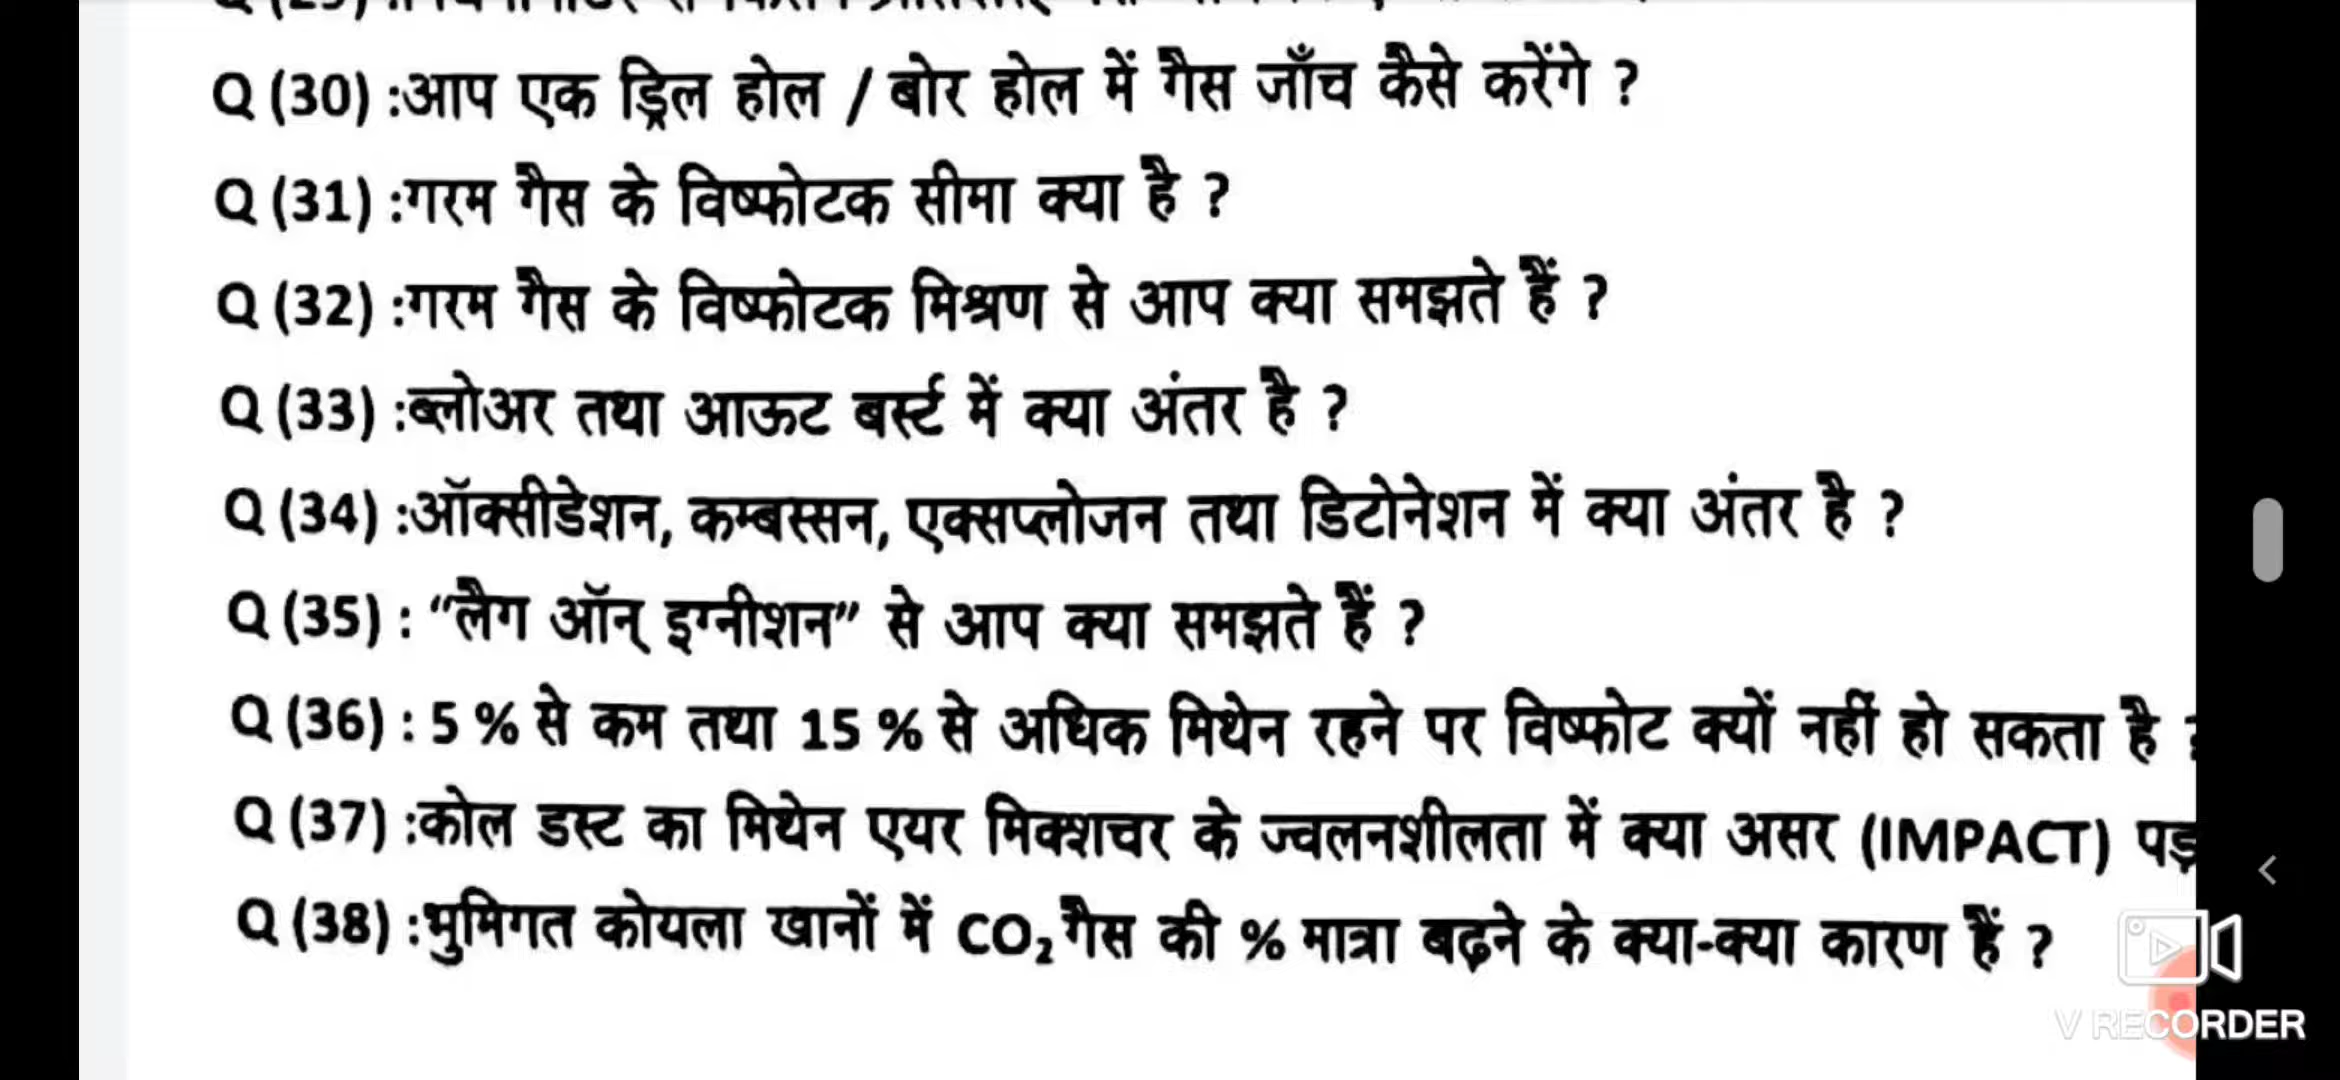 Q (30) :आप एक ड्रिल होल / बोर होल में गैस जाँच कैसे करेंगे ?
Q (31) :गरम गैस के विष्फोटक सीमा क्या है ?
Q (32) :गरम गैस के विष्फोटक मिश्रण से आप क्या समझते हैं ?
Q (33) :ब्लोअर तथा आऊट बर्स्ट में क्या अंतर है ?
Q (34) :ऑक्सीडेशन, कम्बस्सन, एक्सप्लोजन तथा डिटोनेशन में क्या अंतर है ?
Q (35) : “लैग ऑन् इग्नीशन” से आप क्या समझते हैं ?
Q (36) : 5 % से कम तथा 15 % से अधिक मिथेन रहने पर विष्फोट क्यों नहीं हो सकता है ?
Q (37) :कोल डस्ट का मिथेन एयर मिक्शचर के ज्वलनशीलता में क्या असर (IMPACT) पड़
Q (38) :भुमिगत कोयला खानों में CO₂ गैस की % मात्रा बढ़ने के क्या-क्या कारण हैं ?
V RECORDER